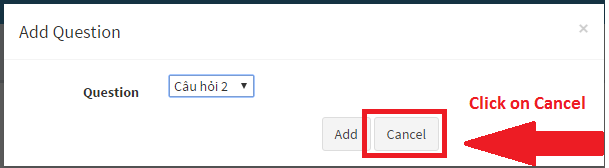 Add Question
×
Question
Câu hỏi 2
Click on Cancel
Add
Cancel